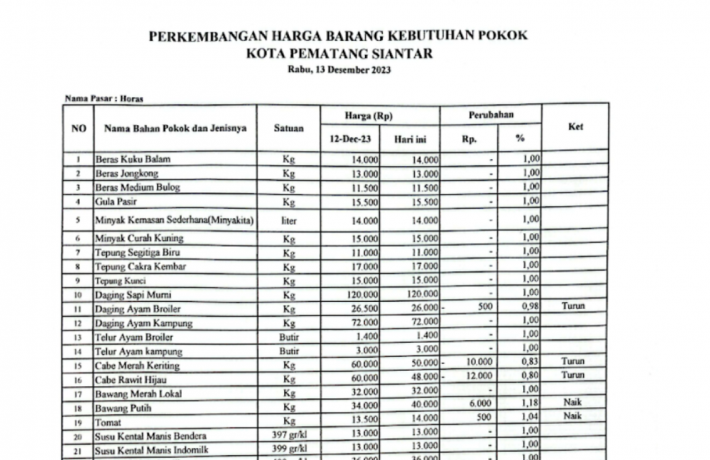 PERKEMBANGAN HARGA BARANG KEBUTUHAN POKOK
KOTA PEMATANG SIANTAR
Rabu, 13 Desember 2023
Nama Pasar : Horas
NO Nama Bahan Pokok dan Jenisnya Satuan Harga (Rp) Perubahan Ket
12-Dec-23 Hari ini Rp. %
1 Beras Kuku Balam Kg 14.000 14.000 - 1,00
2 Beras Jongkong Kg 13.000 13.000 - 1,00
3 Beras Medium Bulog Kg 11.500 11.500 - 1,00
4 Gula Pasir Kg 15.500 15.500 - 1,00
5 Minyak Kemasan Sederhana(Minyakita) liter 14.000 14.000 - 1,00
6 Minyak Curah Kuning Kg 15.000 15.000 - 1,00
7 Tepung Segitiga Biru Kg 11.000 11.000 - 1,00
8 Tepung Cakra Kembar Kg 17.000 17.000 - 1,00
9 Tepung Kunci Kg 15.000 15.000 - 1,00
10 Daging Sapi Murni Kg 120.000 120.000 - 1,00
11 Daging Ayam Broiler Kg 26.500 26.000 - 500 0,98 Turun
12 Daging Ayam Kampung Kg 72.000 72.000 - 1,00
13 Telur Ayam Broiler Butir 1.400 1.400 - 1,00
14 Telur Ayam kampung Butir 3.000 3.000 - 1,00
15 Cabe Merah Keriting Kg 60.000 50.000 - 10.000 0,83 Turun
16 Cabe Rawit Hijau Kg 60.000 48.000 - 12.000 0,80 Turun
17 Bawang Merah Lokal Kg 32.000 32.000 - 1,00
18 Bawang Putih Kg 34.000 40.000 6.000 1,18 Naik
19 Tomat Kg 13.500 14.000 500 1,04 Naik
20 Susu Kental Manis Bendera 397 gr/kl 13.000 13.000 - 1,00
21 Susu Kental Manis Indomilk 399 gr/kl 13.000 13.000 - 1,00